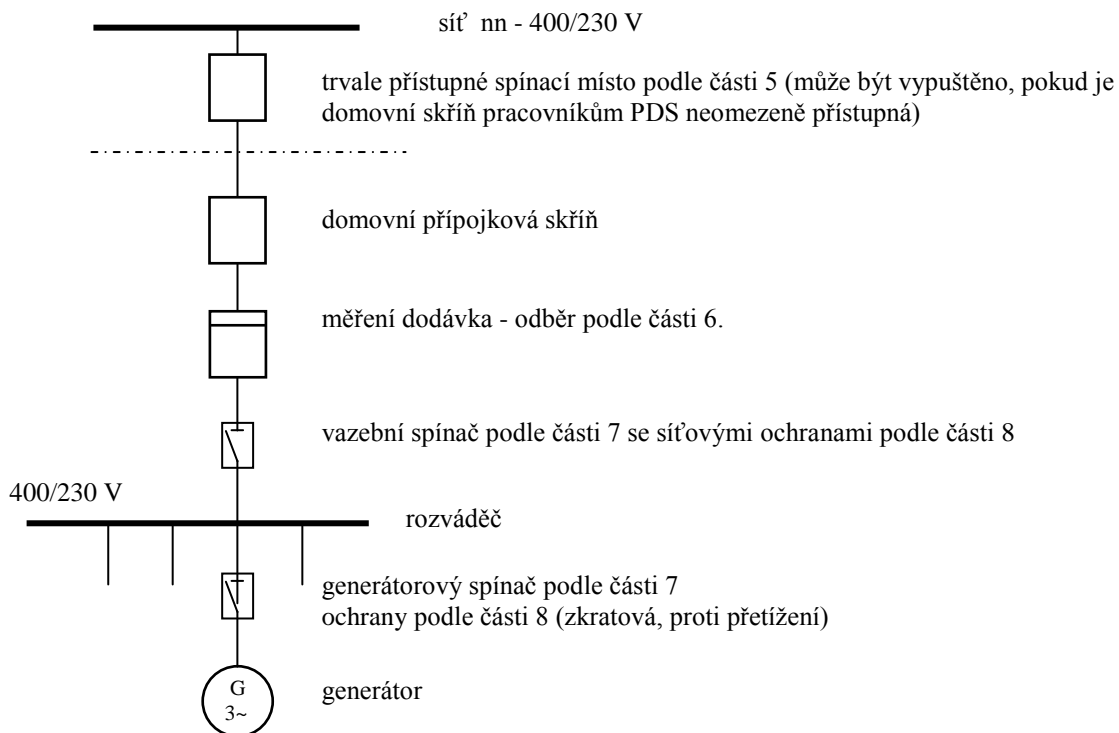 síť nn - 400/230 V
trvale přístupné spínací místo podle části 5 (může být vypuštěno, pokud je
domovní skříň pracovníkům PDS neomezeně přístupná)
domovní přípojková skříň
měření dodávka - odběr podle části 6.
vazební spínač podle části 7 se síťovými ochranami podle části 8
400/230 V
rozváděč
generátorový spínač podle části 7
ochrany podle části 8 (zkratová, proti přetížení)
G
3~
generátor